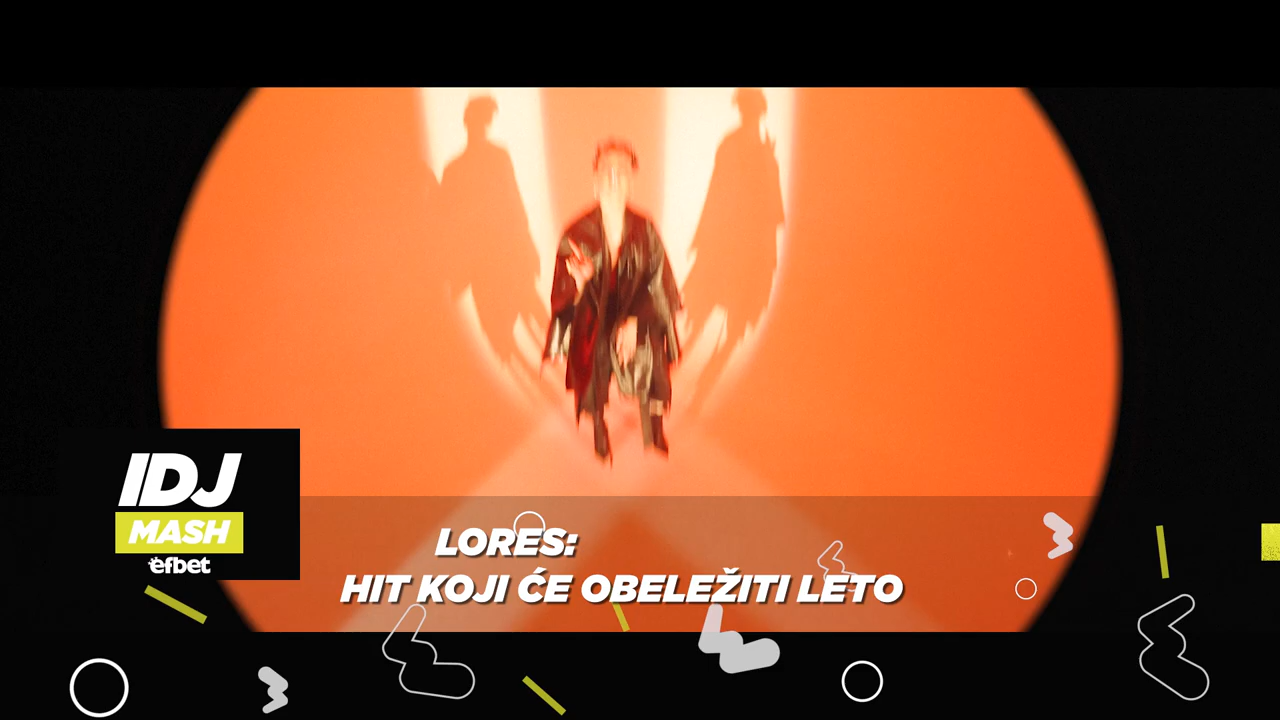 IDJ
MASH
efbet
LORES:
HIT KOJI ĆE OBELEŽITI LETO